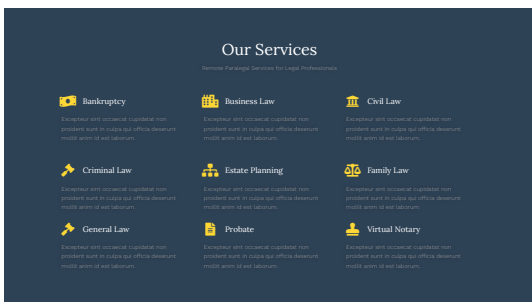 Our Services
Remote Paralegal Services for Legal Professionals
Bankruptcy
Business Law
Civil Law
Excepteur sint occaecat cupidatat non
proident sunt in culpa qui officia deserunt
mollit anim id est laborum.
Excepteur sint occaecat cupidatat non
proident sunt in culpa qui officia deserunt
mollit anim id est laborum.
Excepteur sint occaecat cupidatat non
proident sunt in culpa qui officia deserunt
mollit anim id est laborum.
Criminal Law
Estate Planning
Family Law
Excepteur sint occaecat cupidatat non
proident sunt in culpa qui officia deserunt
mollit anim id est laborum.
Excepteur sint occaecat cupidatat non
proident sunt in culpa qui officia deserunt
mollit anim id est laborum.
Excepteur sint occaecat cupidatat non
proident sunt in culpa qui officia deserunt
mollit anim id est laborum.
General Law
Probate
Virtual Notary
Excepteur sint occaecat cupidatat non
proident sunt in culpa qui officia deserunt
mollit anim id est laborum.
Excepteur sint occaecat cupidatat non
proident sunt in culpa qui officia deserunt
mollit anim id est laborum.
Excepteur sint occaecat cupidatat non
proident sunt in culpa qui officia deserunt
mollit anim id est laborum.